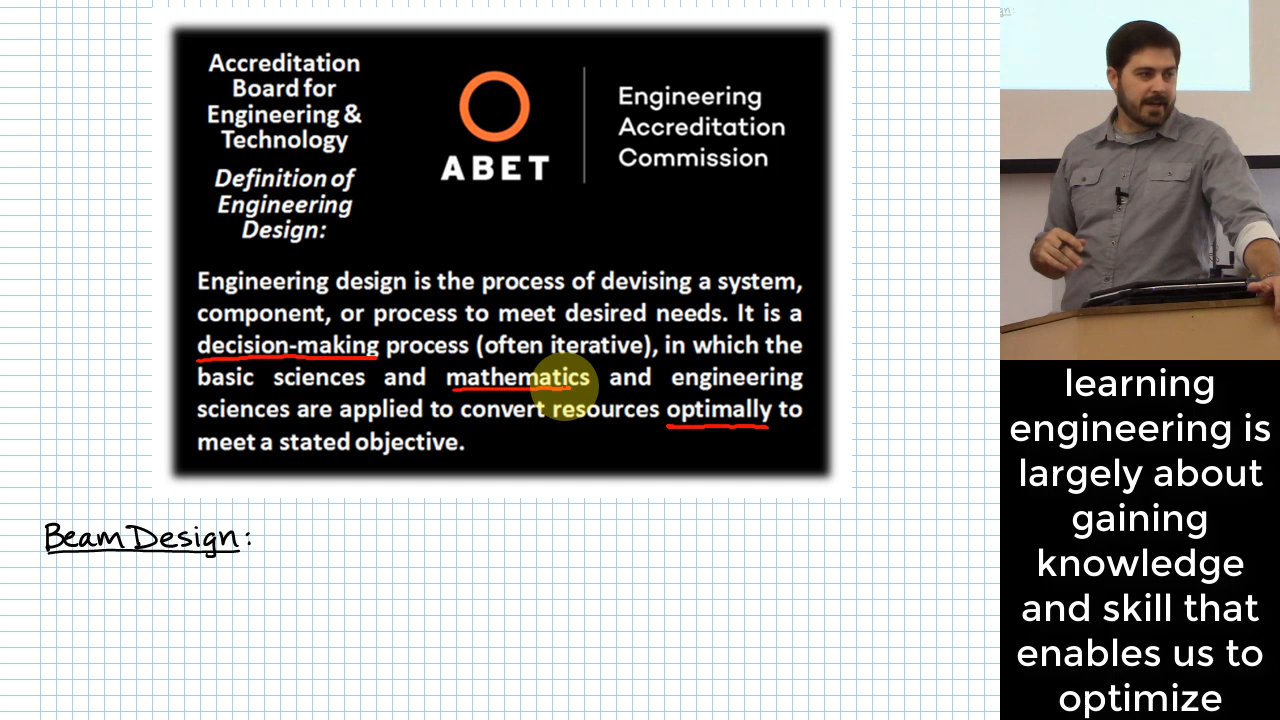 Accreditation
Board for
Engineering &
Technology
Definition of
Engineering
Design:
ABET
Engineering
Accreditation
Commission
Engineering design is the process of devising a system,
component, or process to meet desired needs. It is a
decision-making process (often iterative), in which the
basic sciences and mathematics and engineering
sciences are applied to convert resources optimally to
meet a stated objective.
Beam Design:
learning
engineering is
largely about
gaining
knowledge
and skill that
enables us to
optimize